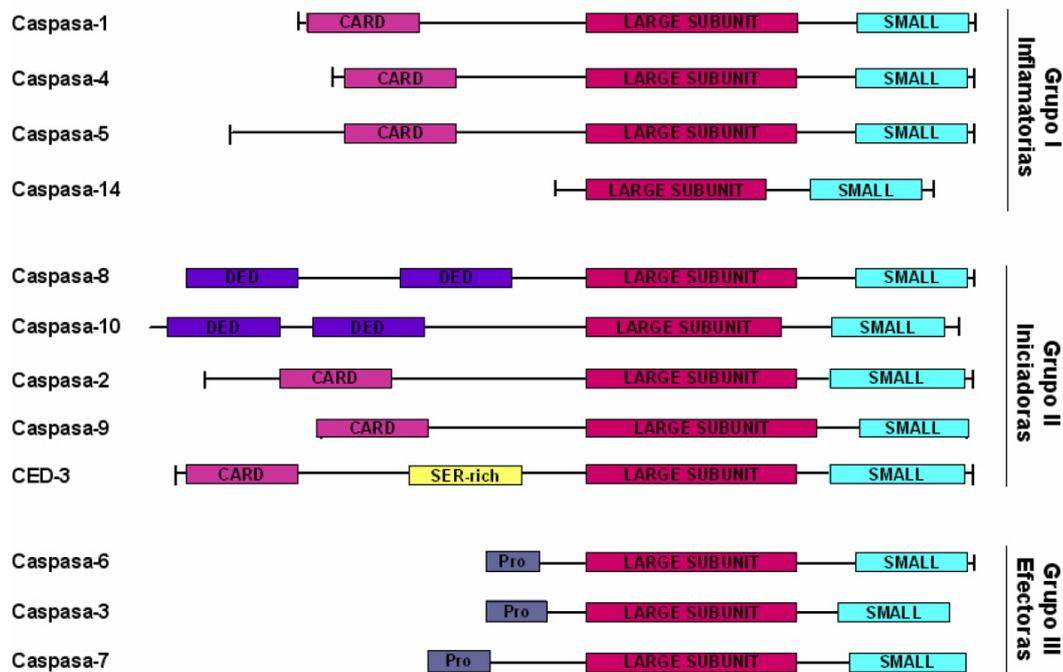 Caspasa-1 CARD LARGE SUBUNIT SMALL
Caspasa-4 CARD LARGE SUBUNIT SMALL
Caspasa-5 CARD LARGE SUBUNIT SMALL
Caspasa-14 LARGE SUBUNIT SMALL
Grupo I
Inflamatorias
Caspasa-8 DED DED LARGE SUBUNIT SMALL
Caspasa-10 DED DED LARGE SUBUNIT SMALL
Caspasa-2 CARD LARGE SUBUNIT SMALL
Caspasa-9 CARD LARGE SUBUNIT SMALL
CED-3 CARD SER-rich LARGE SUBUNIT SMALL
Grupo II
Iniciadoras
Caspasa-6 Pro LARGE SUBUNIT SMALL
Caspasa-3 Pro LARGE SUBUNIT SMALL
Caspasa-7 Pro LARGE SUBUNIT SMALL
Grupo III
Efectoras